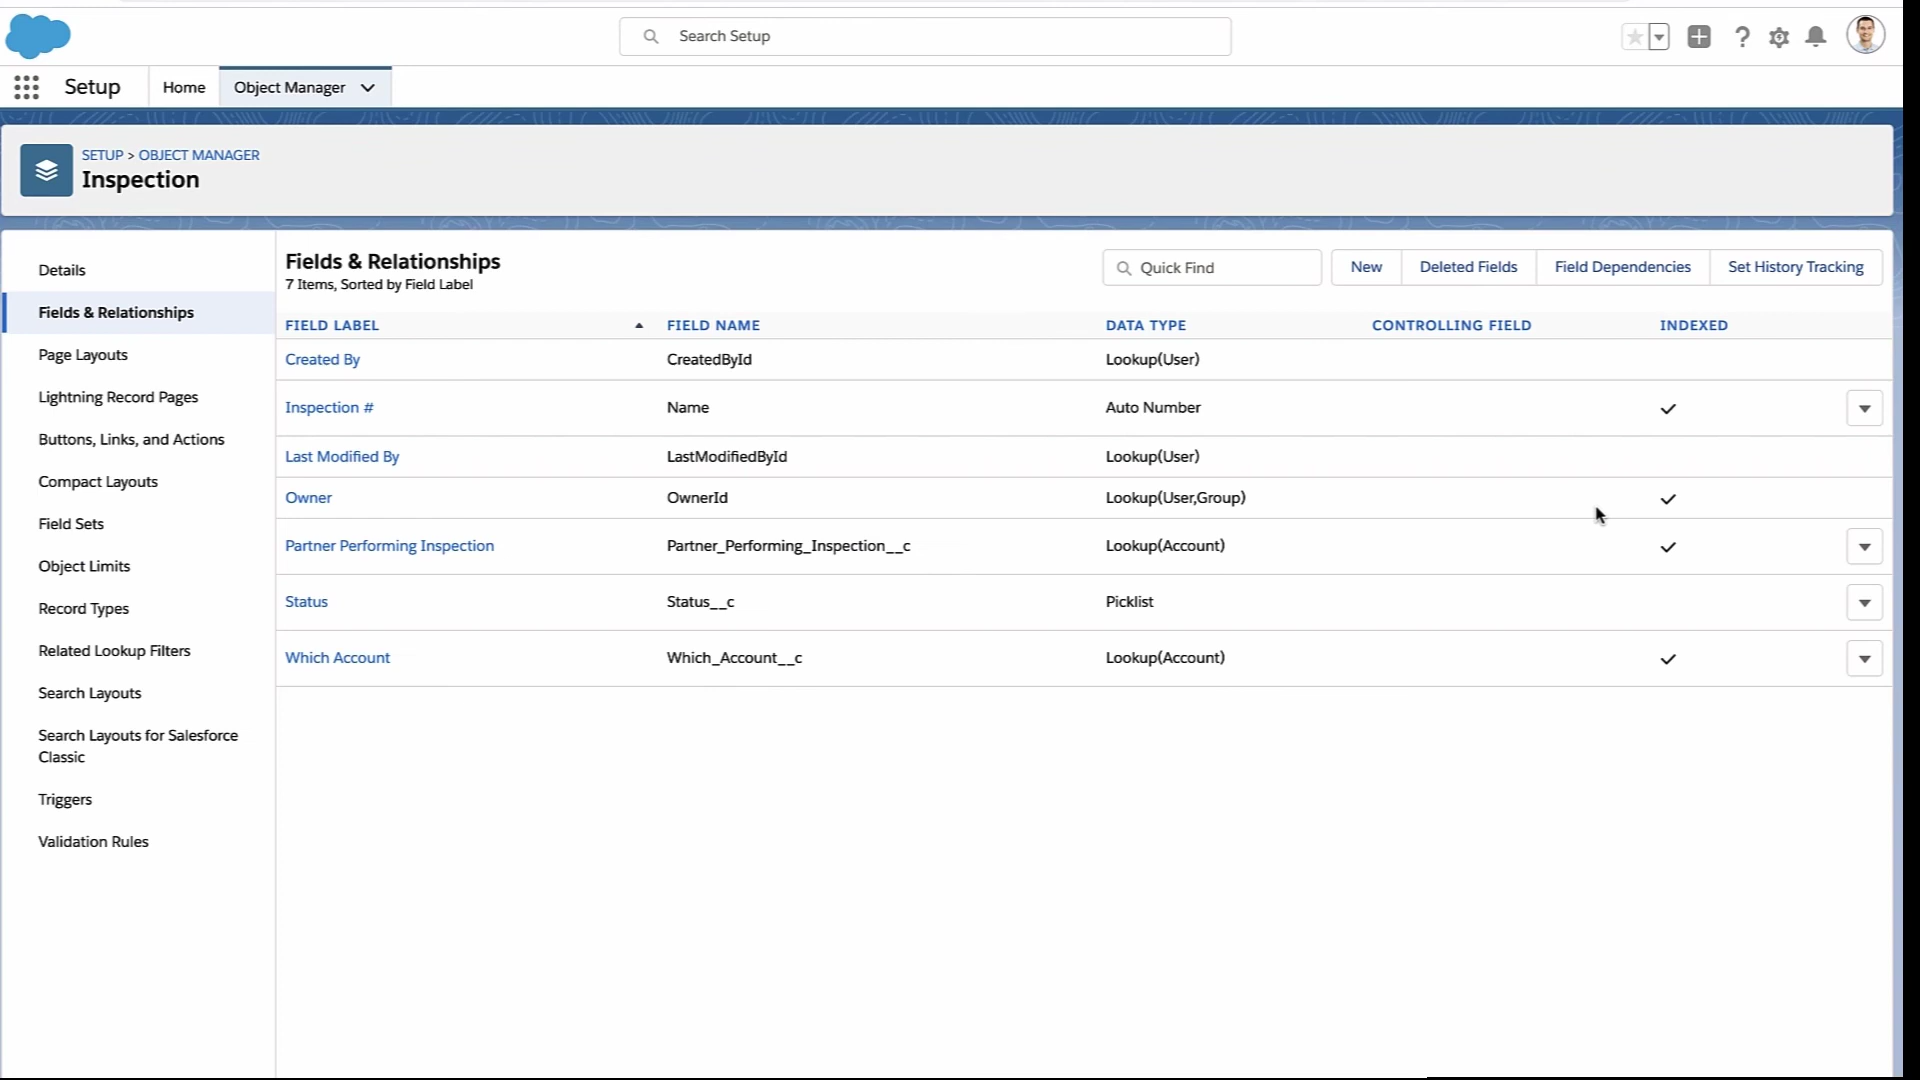 Search Setup
Setup
Home
Object Manager
SETUP > OBJECT MANAGER
Inspection
Details
Fields & Relationships
Page Layouts
Lightning Record Pages
Buttons, Links, and Actions
Compact Layouts
Field Sets
Object Limits
Record Types
Related Lookup Filters
Search Layouts
Search Layouts for Salesforce
Classic
Triggers
Validation Rules
Fields & Relationships
7 Items, Sorted by Field Label
Quick Find
New
Deleted Fields
Field Dependencies
Set History Tracking
FIELD LABEL FIELD NAME DATA TYPE CONTROLLING FIELD INDEXED
Created By CreatedById Lookup(User)
Inspection # Name Auto Number
Last Modified By LastModifiedById Lookup(User)
Owner OwnerId Lookup(User,Group)
Partner Performing Inspection Partner_Performing_Inspection__c Lookup(Account)
Status Status__c Picklist
Which Account Which_Account__c Lookup(Account)